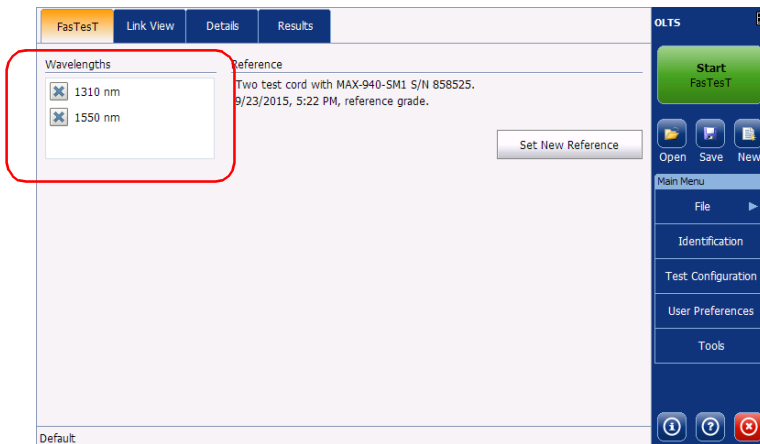 FasTesT
Link View
Details
Results
Wavelengths
1310 nm
1550 nm
Reference
Two test cord with MAX-940-SM1 S/N 858525.
9/23/2015, 5:22 PM, reference grade.
Set New Reference
Default
OLTS
Start
FasTesT
Open
Save
New
Main Menu
File
Identification
Test Configuration
User Preferences
Tools